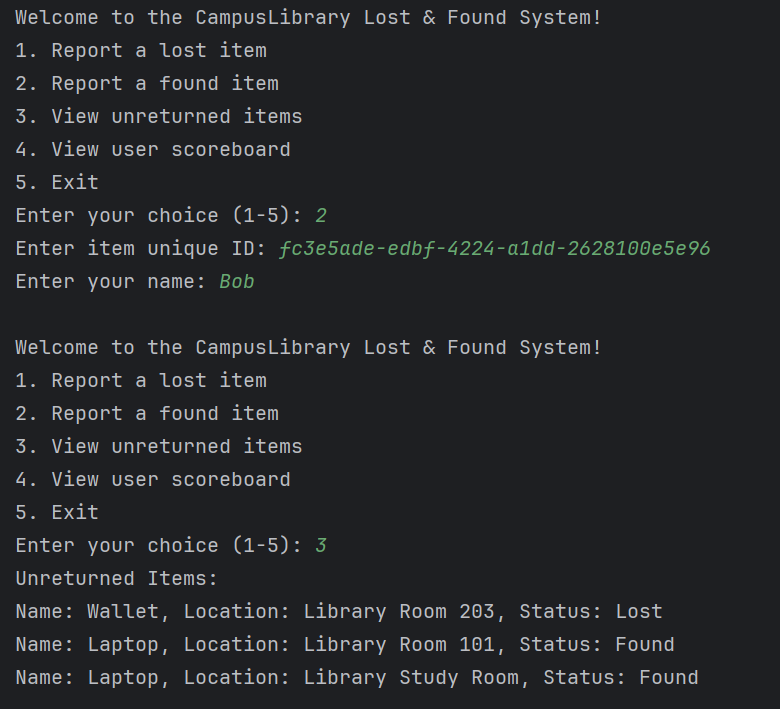 Welcome to the CampusLibrary Lost & Found System!
1. Report a lost item
2. Report a found item
3. View unreturned items
4. View user scoreboard
5. Exit
Enter your choice (1-5): 2
Enter item unique ID: fc3e5ade-edbf-4224-a1dd-2628100e5e96
Enter your name: Bob
Welcome to the CampusLibrary Lost & Found System!
1. Report a lost item
2. Report a found item
3. View unreturned items
4. View user scoreboard
5. Exit
Enter your choice (1-5): 3
Unreturned Items:
Name: Wallet, Location: Library Room 203, Status: Lost
Name: Laptop, Location: Library Room 101, Status: Found
Name: Laptop, Location: Library Study Room, Status: Found